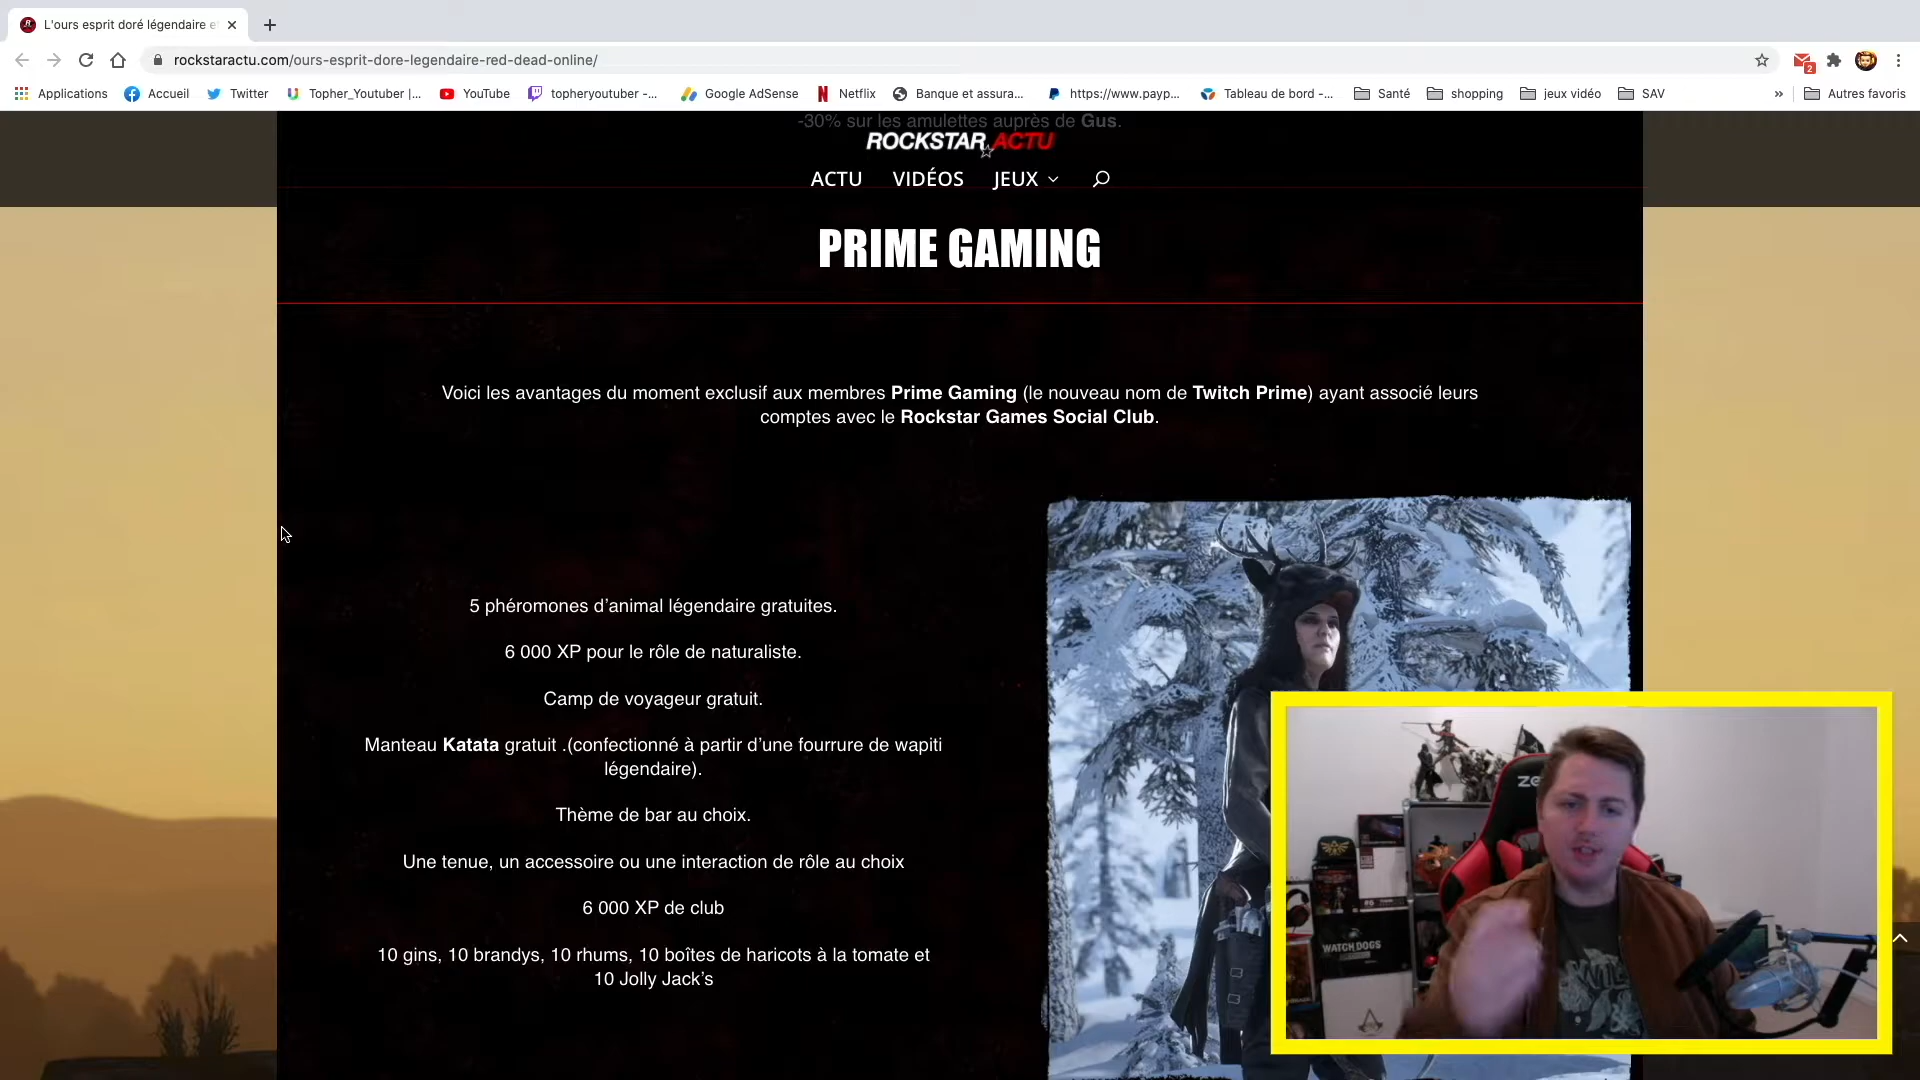 L'ours esprit doré légendaire et
rockstaractu.com/ours-esprit-dore-legendaire-red-dead-online/
2
Applications
Accueil
Twitter
Topher_Youtuber |...
YouTube
topheryoutuber -...
Google AdSense
Netflix
Banque et assura...
https://www.payp...
Tableau de bord -...
Santé
shopping
jeux vidéo
SAV
»
Autres favoris
-30% sur les amulettes auprès de Gus.
ROCKSTAR ACTU
ACTU VIDÉOS JEUX
PRIME GAMING
Voici les avantages du moment exclusif aux membres Prime Gaming (le nouveau nom de Twitch Prime) ayant associé leurs
comptes avec le Rockstar Games Social Club.
5 phéromones d’animal légendaire gratuites.
6 000 XP pour le rôle de naturaliste.
Camp de voyageur gratuit.
Manteau Katata gratuit .(confectionné à partir d’une fourrure de wapiti
légendaire).
Thème de bar au choix.
Une tenue, un accessoire ou une interaction de rôle au choix
6 000 XP de club
10 gins, 10 brandys, 10 rhums, 10 boîtes de haricots à la tomate et
10 Jolly Jack’s
WATCH DOGS